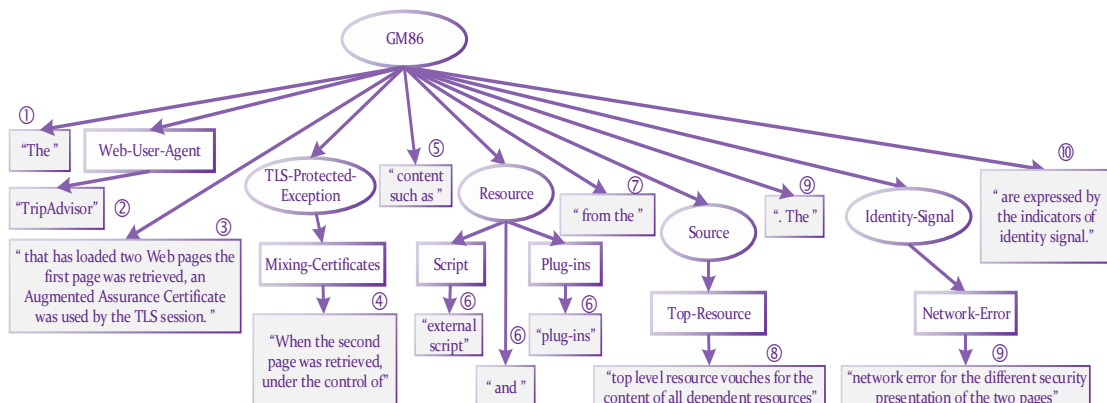 GM86
①
“The ”
Web-User-Agent
“TripAdvisor”
②
③
“ that has loaded two Web pages the
first page was retrieved, an
Augmented Assurance Certificate
was used by the TLS session. ”
TLS-Protected-
Exception
Mixing-Certificates
④
“When the second
page was retrieved,
under the control of”
⑤
“ content
such as ”
Resource
Script
Plug-ins
⑥
“external
script”
⑥
“ and ”
⑥
“plug-ins”
⑦
“ from the ”
Source
Top-Resource
⑧
“top level resource vouches for the
content of all dependent resources”
⑨
“. The ”
Identity-Signal
Network-Error
⑨
“network error for the different security
presentation of the two pages”
⑩
“ are expressed by
the indicators of
identity signal.”